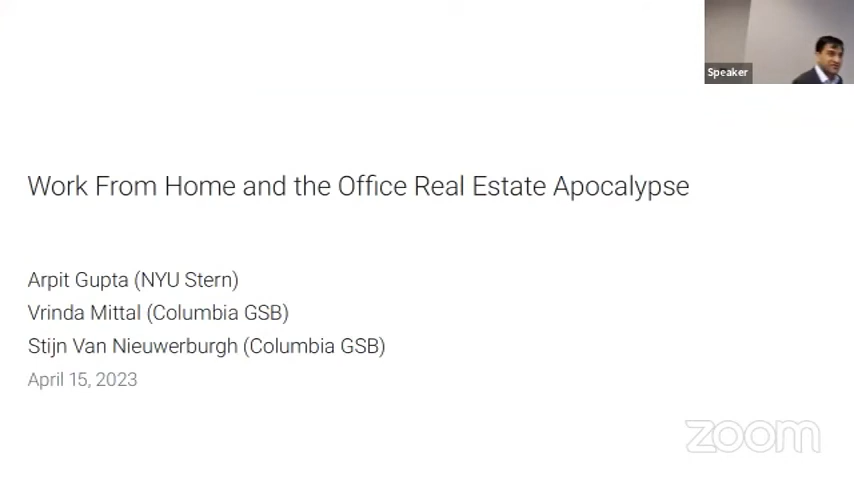 Speaker
Work From Home and the Office Real Estate Apocalypse
Arpit Gupta (NYU Stern)
Vrinda Mittal (Columbia GSB)
Stijn Van Nieuwerburgh (Columbia GSB)
April 15, 2023
zoom